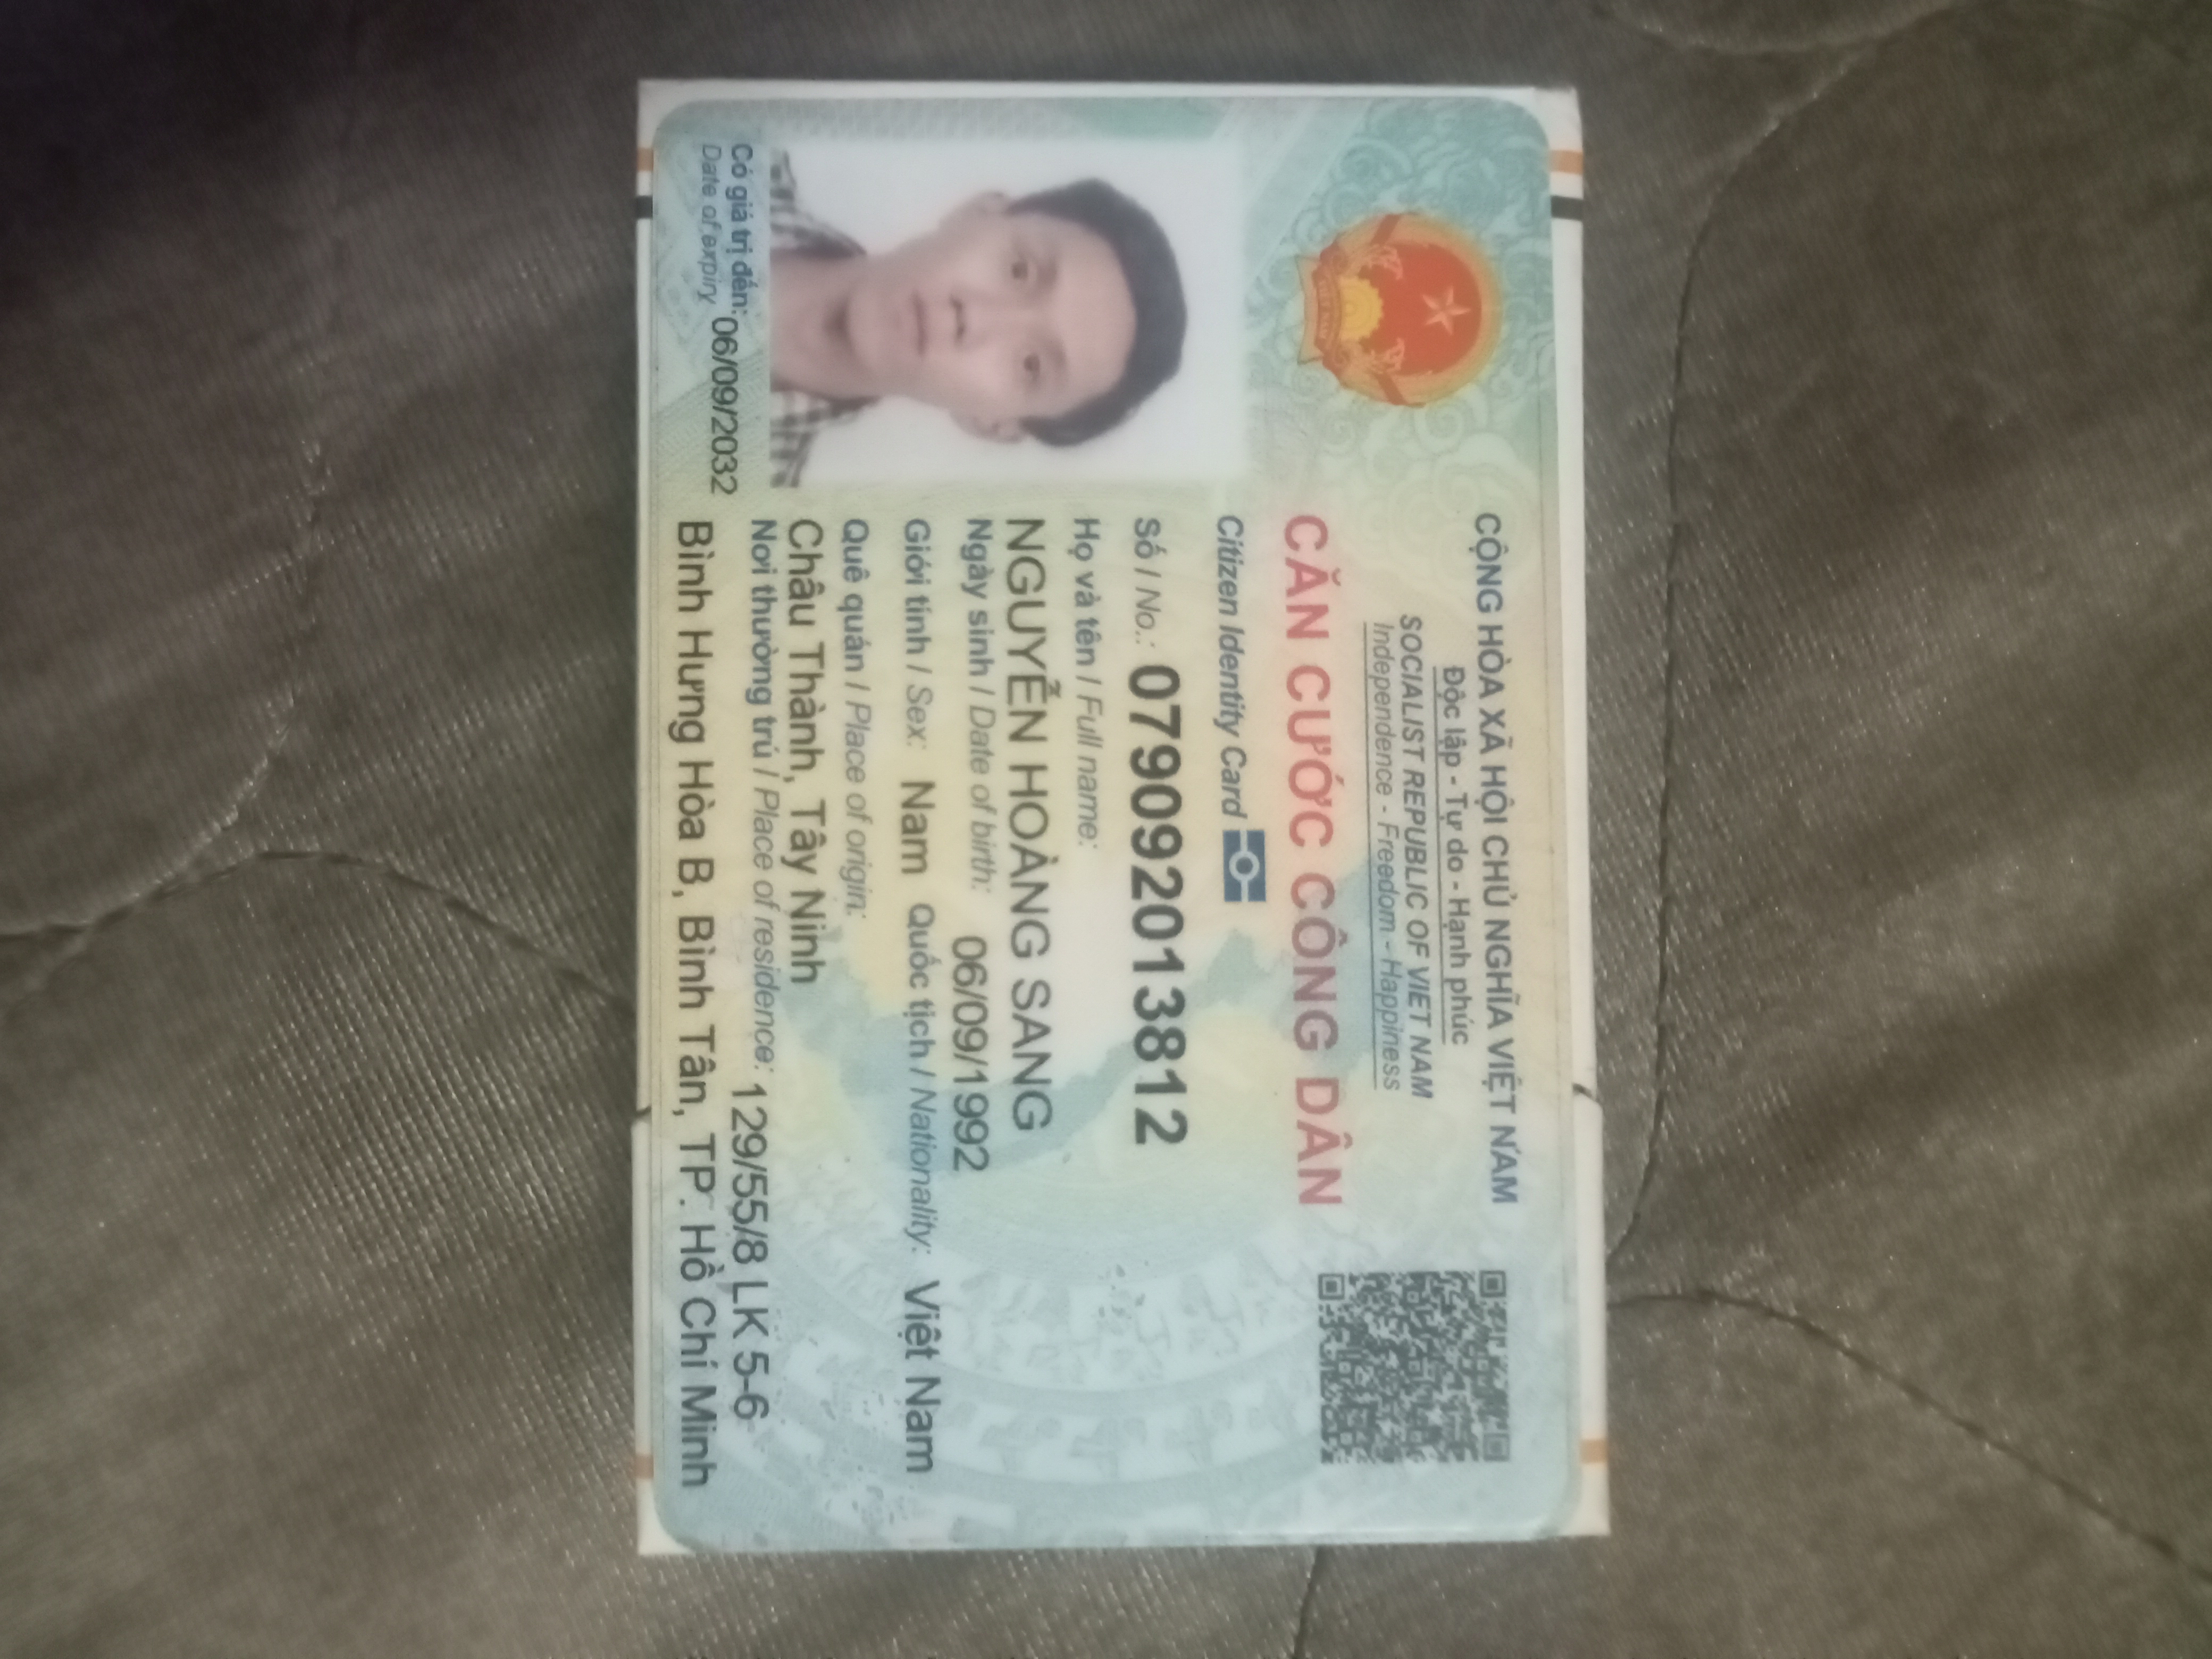 CỘNG HÒA XÃ HỘI CHỦ NGHĨA VIỆT NAM
Độc lập - Tự do - Hạnh phúc
SOCIALIST REPUBLIC OF VIET NAM
Independence - Freedom - Happiness
CĂN CƯỚC CÔNG DÂN
Citizen Identity Card
Số / No.: 079092013812
Họ và tên / Full name:
NGUYỄN HOÀNG SANG
Ngày sinh / Date of birth: 06/09/1992
Giới tính / Sex: Nam Quốc tịch / Nationality: Việt Nam
Quê quán / Place of origin:
Châu Thành, Tây Ninh
Nơi thường trú / Place of residence: 129/55/8 LK 5-6
Bình Hưng Hòa B, Bình Tân, TP. Hồ Chí Minh
Có giá trị đến: 06/09/2032
Date of expiry